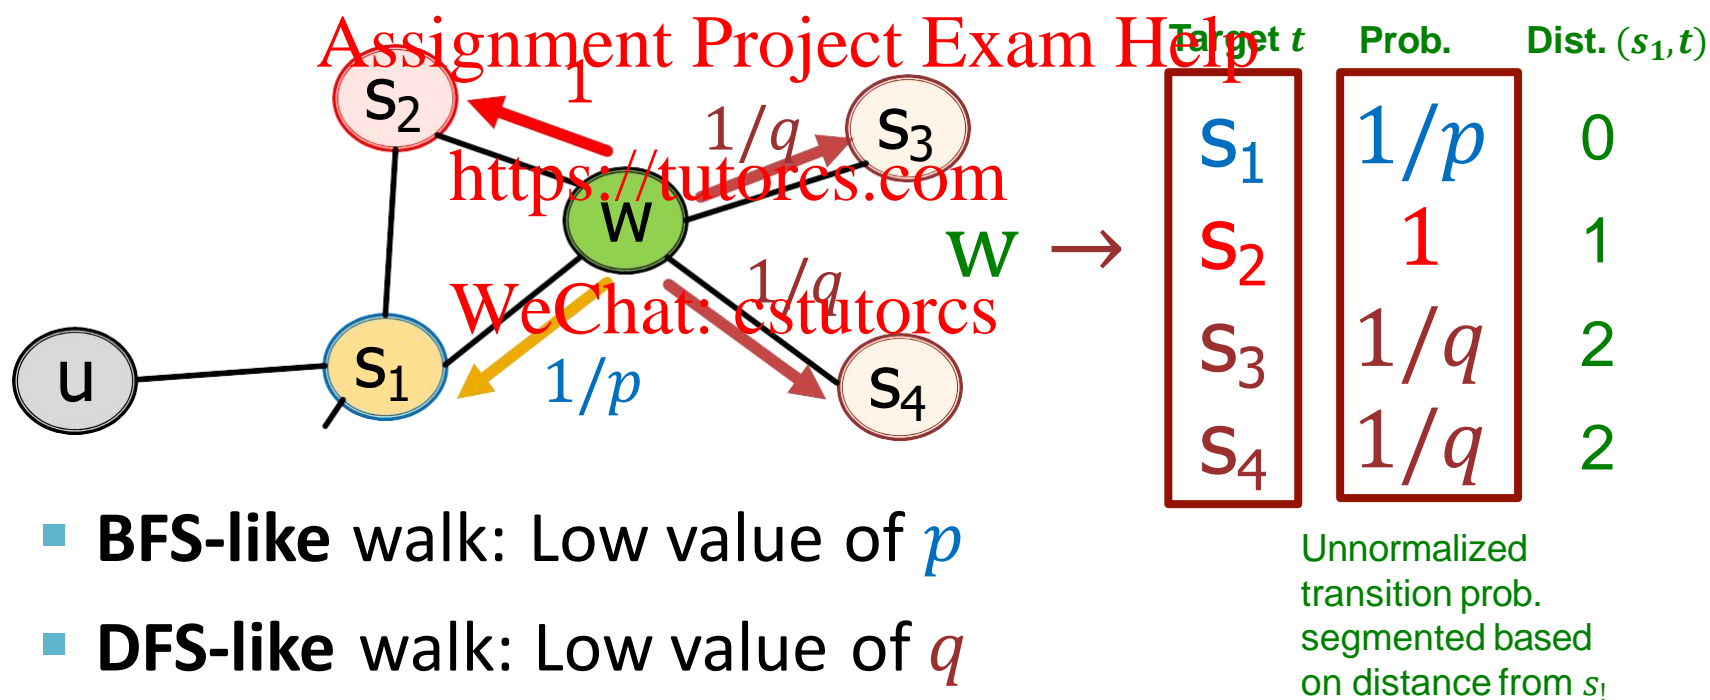 Assignment Project Exam Help
Target t Prob. Dist. (s₁, t)
s₂
1
1/q
s₃
s₁ 1/p 0
https://tutorcs.com
w
w → s₂ 1 1
1/q
WeChat: cstutorcs
s₃ 1/q 2
u
s₁
1/p
s₄
s₄ 1/q 2
BFS-like walk: Low value of p
DFS-like walk: Low value of q
Unnormalized
transition prob.
segmented based
on distance from s₁